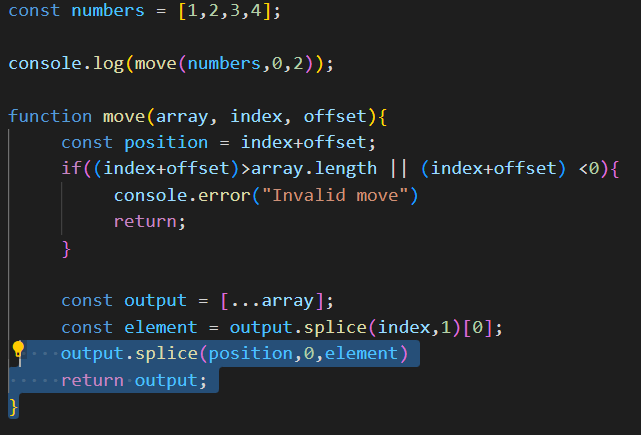 const numbers = [1,2,3,4];
console.log(move(numbers,0,2));
function move(array, index, offset){
const position = index+offset;
if((index+offset)>array.length || (index+offset) <0){
console.error("Invalid move")
return;
}
const output = [...array];
const element = output.splice(index,1)[0];
output.splice(position,0,element)
return output;
}